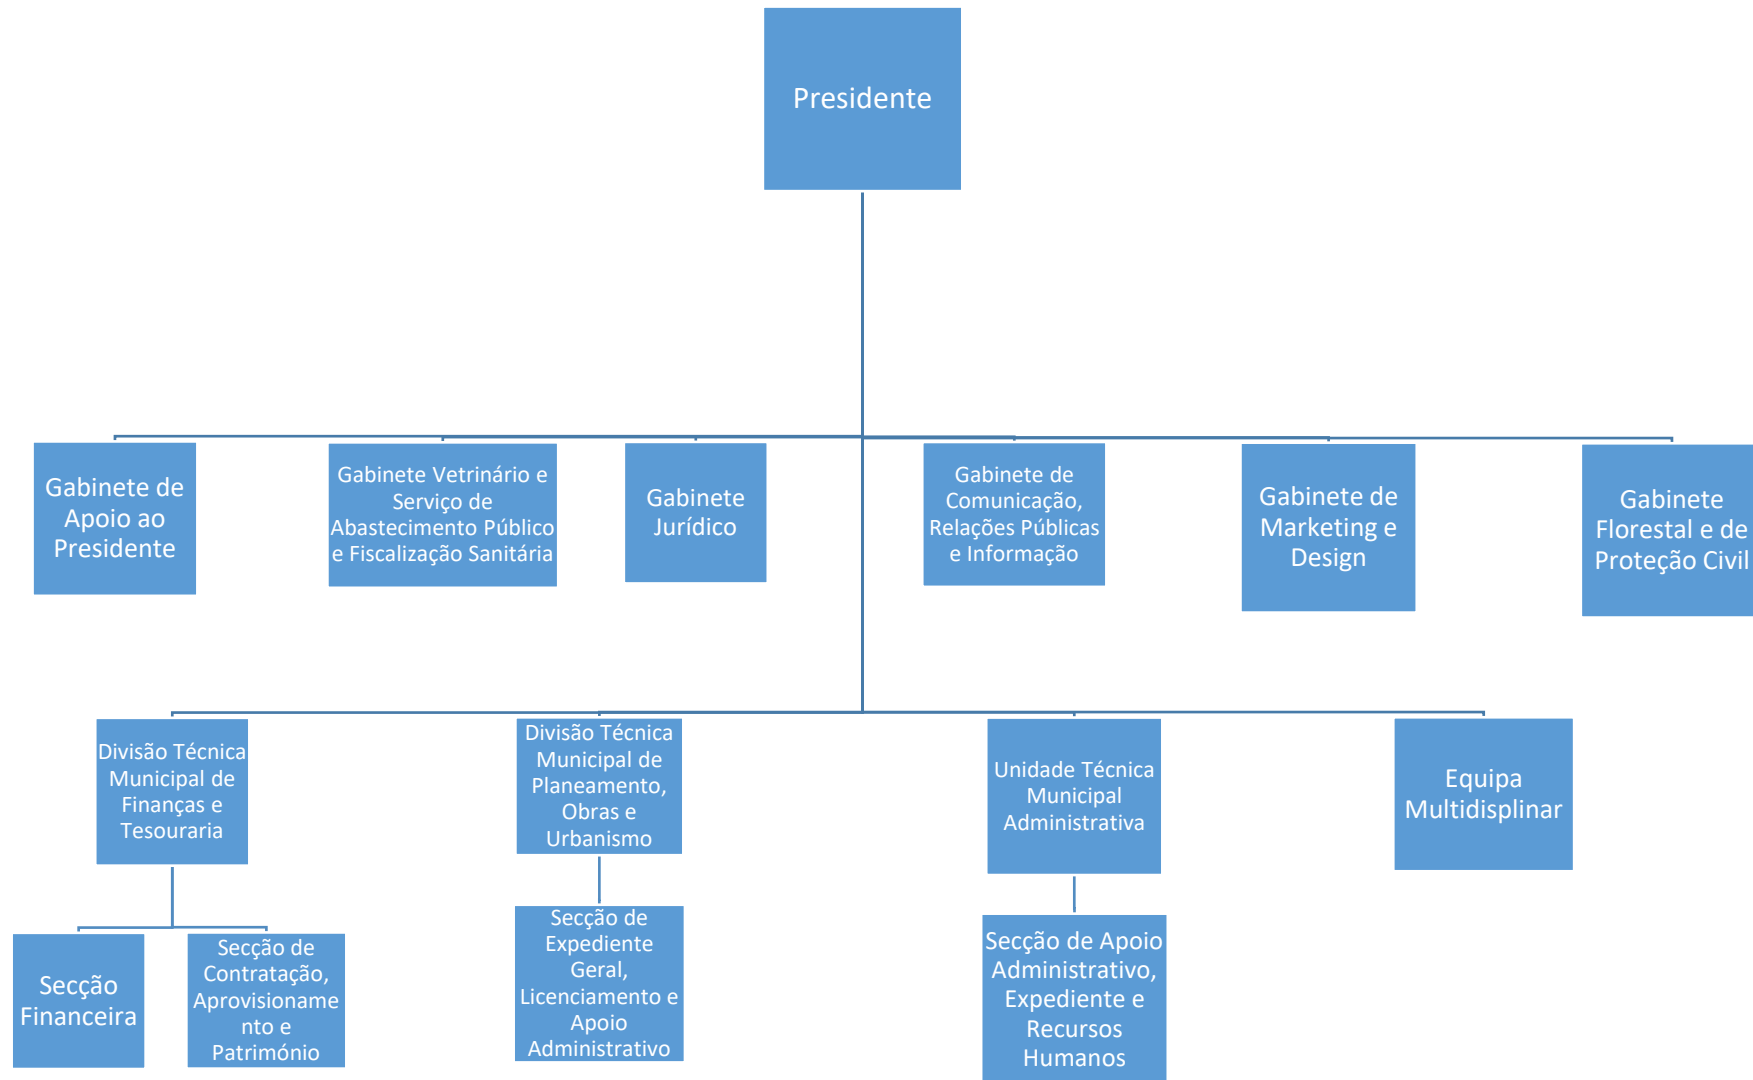 Presidente
Gabinete de
Apoio ao
Presidente
Gabinete Vetrinário e
Serviço de
Abastecimento Público
e Fiscalização Sanitária
Gabinete
Jurídico
Gabinete de
Comunicação,
Relações Públicas
e Informação
Gabinete de
Marketing e
Design
Gabinete
Florestal e de
Proteção Civil
Divisão Técnica
Municipal de
Finanças e
Tesouraria
Divisão Técnica
Municipal de
Planeamento,
Obras e
Urbanismo
Unidade Técnica
Municipal
Administrativa
Equipa
Multidisplinar
Secção
Financeira
Secção de
Contratação,
Aprovisioname
nto e
Património
Secção de
Expediente
Geral,
Licenciamento e
Apoio
Administrativo
Secção de Apoio
Administrativo,
Expediente e
Recursos
Humanos